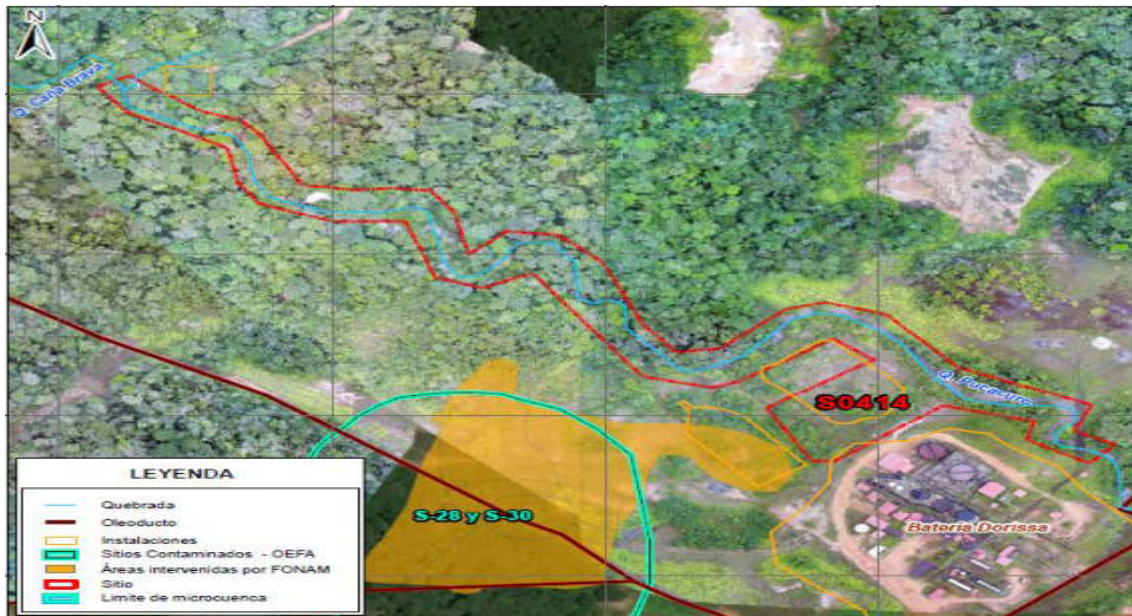 N
Q. Caña Brava
Q. Pucacuro
S0414
S-28 y S-30
Batería Dorissa
LEYENDA
Quebrada
Oleoducto
Instalaciones
Sitios Contaminados - OEFA
Áreas intervenidas por FONAM
Sitio
Limite de microcuenca